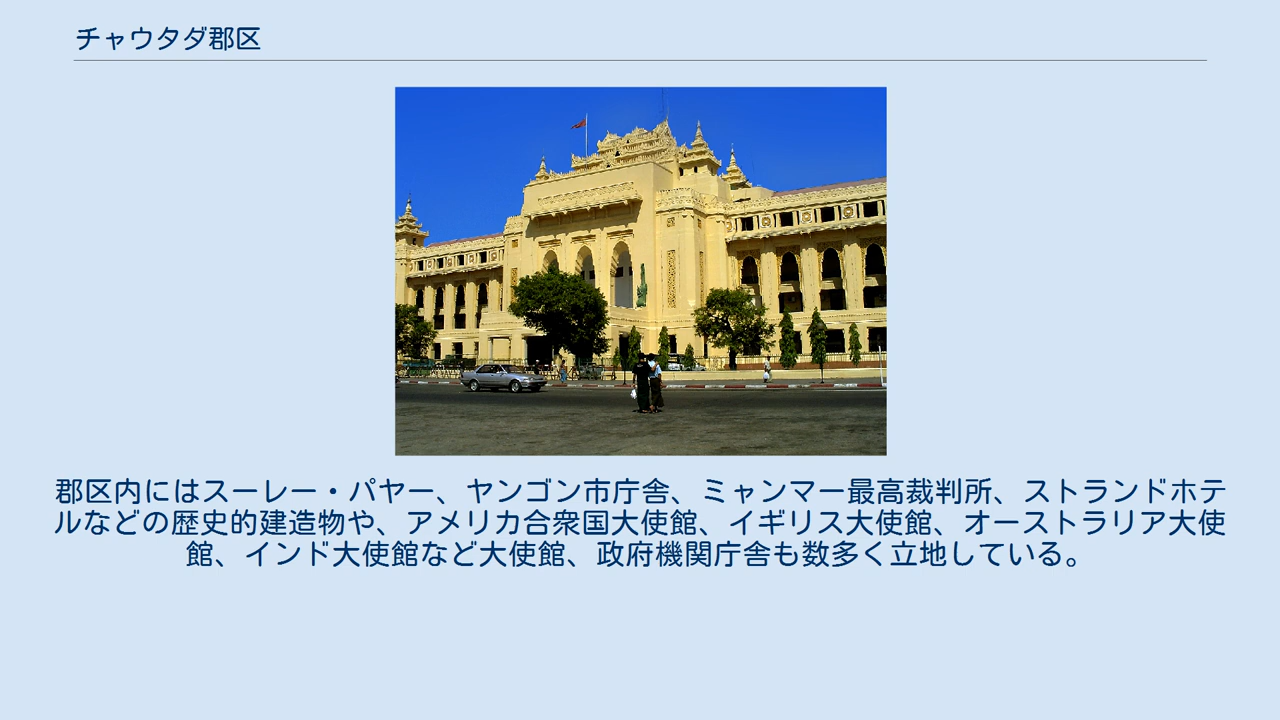 チャウタダ郡区
郡区内にはスーレー・パヤー、ヤンゴン市庁舎、ミャンマー最高裁判所、ストランドホテ
ルなどの歴史的建造物や、アメリカ合衆国大使館、イギリス大使館、オーストラリア大使
館、インド大使館など大使館、政府機関庁舎も数多く立地している。